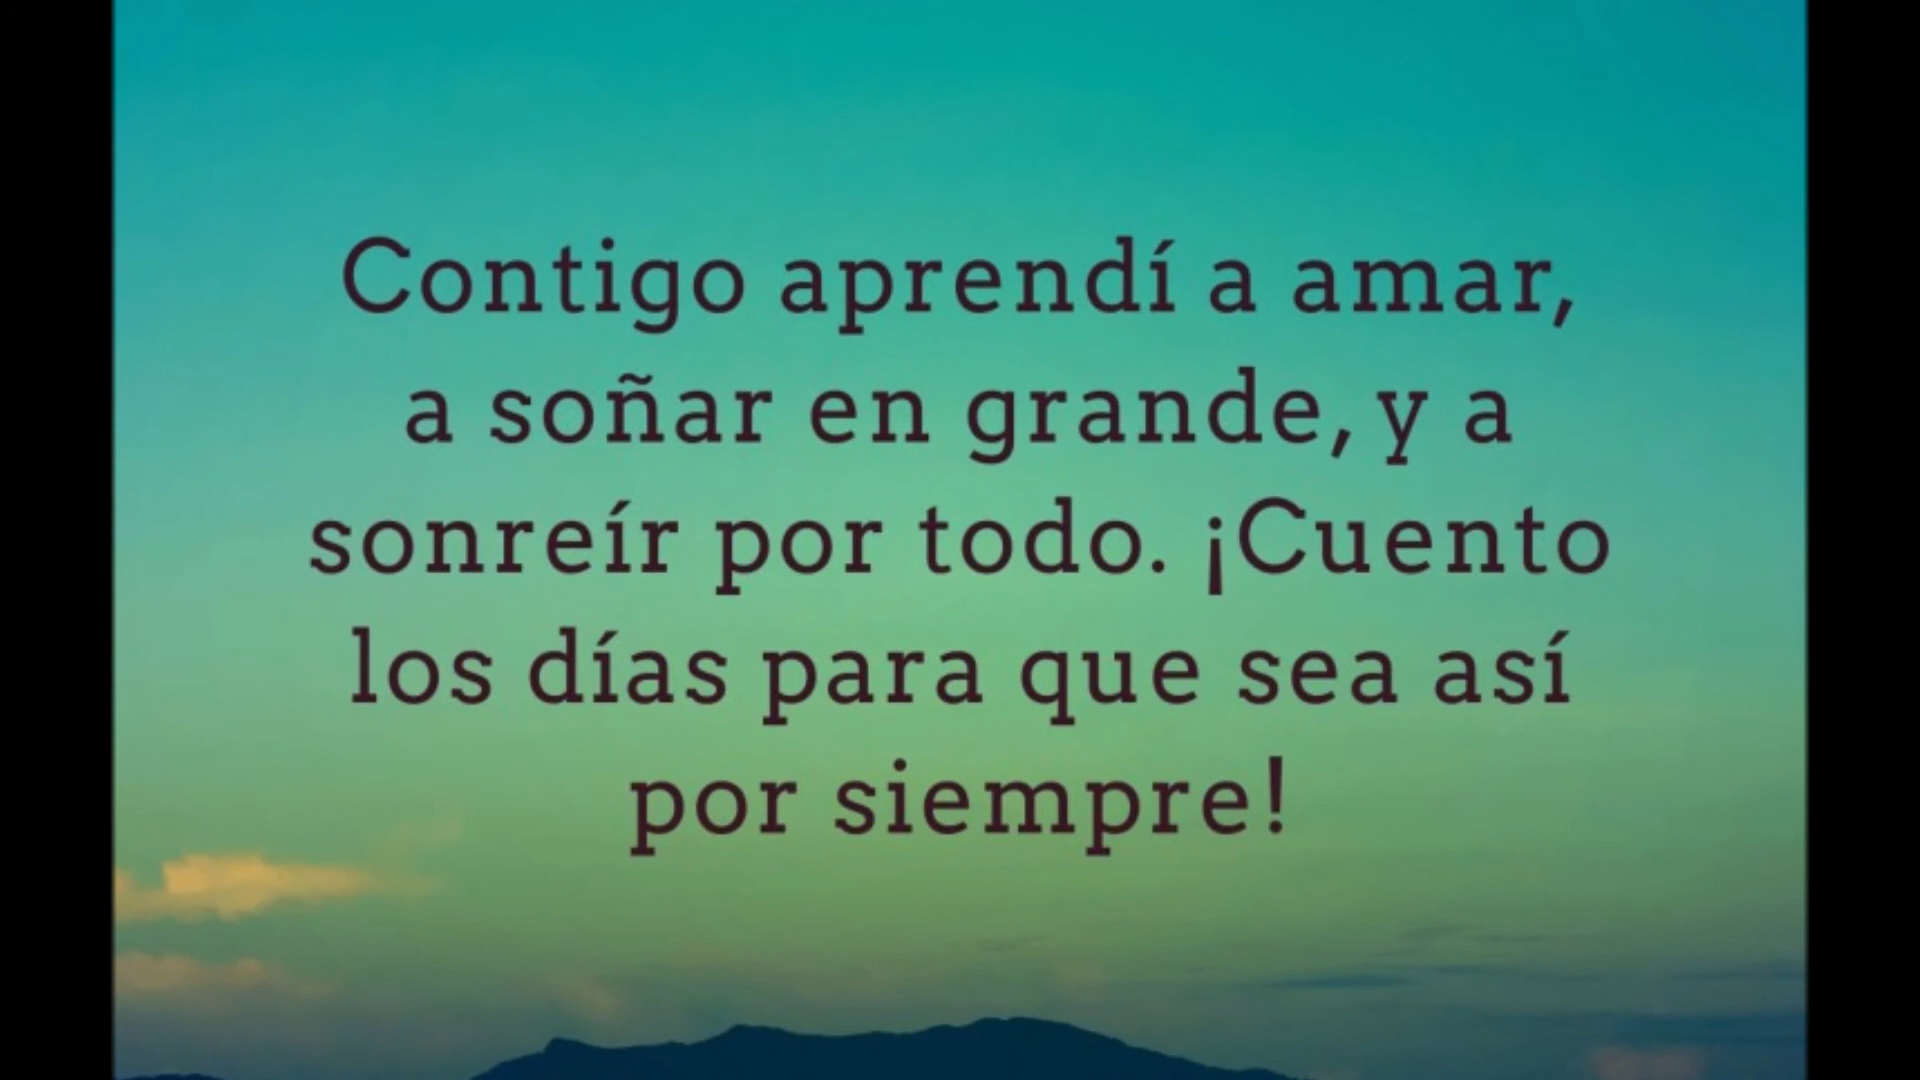 Contigo aprendí a amar,
a soñar en grande, y a
sonreír por todo. ¡Cuento
los días para que sea así
por siempre!